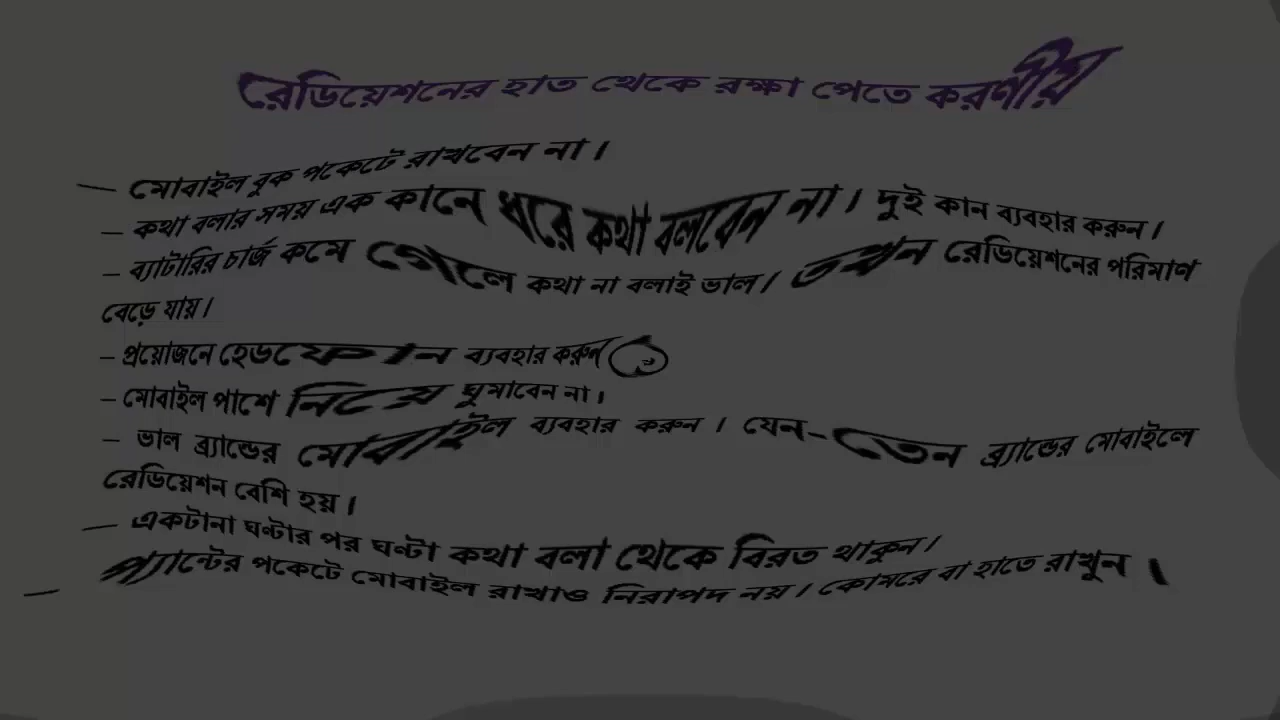 রেডিয়েশনের হাত থেকে রক্ষা পেতে করণীয়
– মোবাইল বুক পকেটে রাখবেন না।
– কথা বলার সময় এক কানে ধরে কথা বলবেন না। দুই কান ব্যবহার করুন।
– ব্যাটারির চার্জ কমে গেলে কথা না বলাই ভাল। তখন রেডিয়েশনের পরিমাণ
বেড়ে যায়।
– প্রয়োজনে হেডফোন ব্যবহার করুন
– মোবাইল পাশে নিয়ে ঘুমাবেন না।
– ভাল ব্র্যান্ডের মোবাইল ব্যবহার করুন। যেন-তেন ব্র্যান্ডের মোবাইলে
রেডিয়েশন বেশি হয়।
– একটানা ঘণ্টার পর ঘণ্টা কথা বলা থেকে বিরত থাকুন।
– প্যান্টের পকেটে মোবাইল রাখাও নিরাপদ নয়। কোমরে বা হাতে রাখুন।